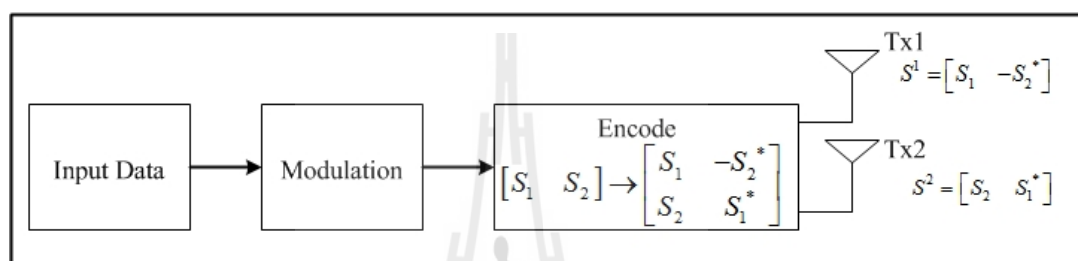 Input Data
Modulation
Encode
[S₁ S₂] → [S₁ −S₂*
S₂ S₁*]
Tx1
S¹ = [S₁ −S₂*]
Tx2
S² = [S₂ S₁*]